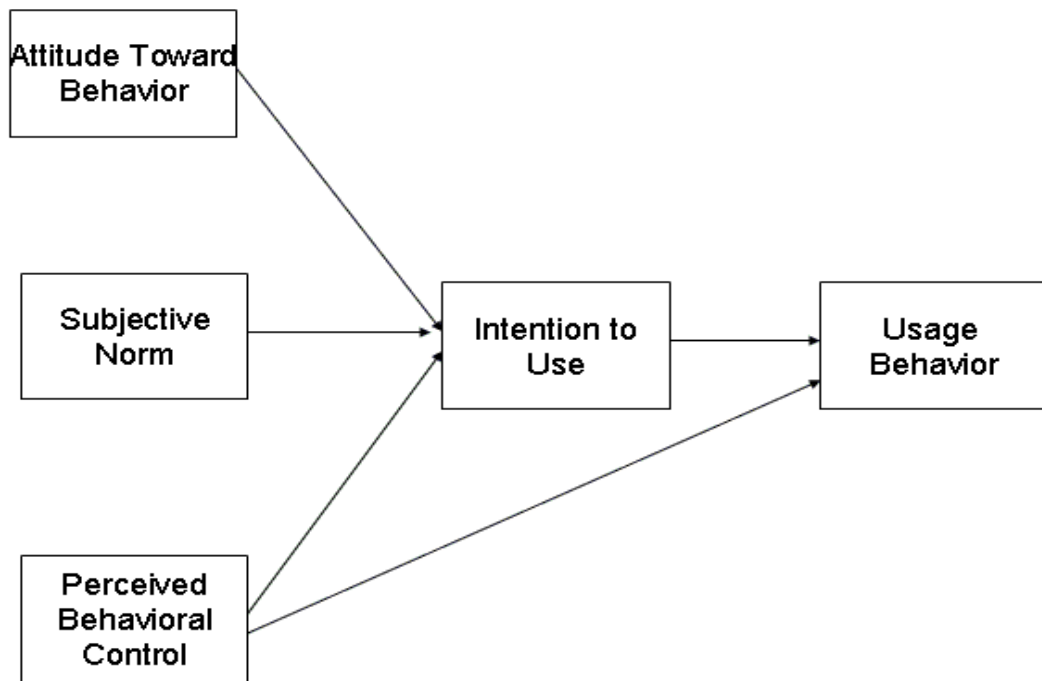 Attitude Toward
Behavior
Subjective
Norm
Intention to
Use
Usage
Behavior
Perceived
Behavioral
Control